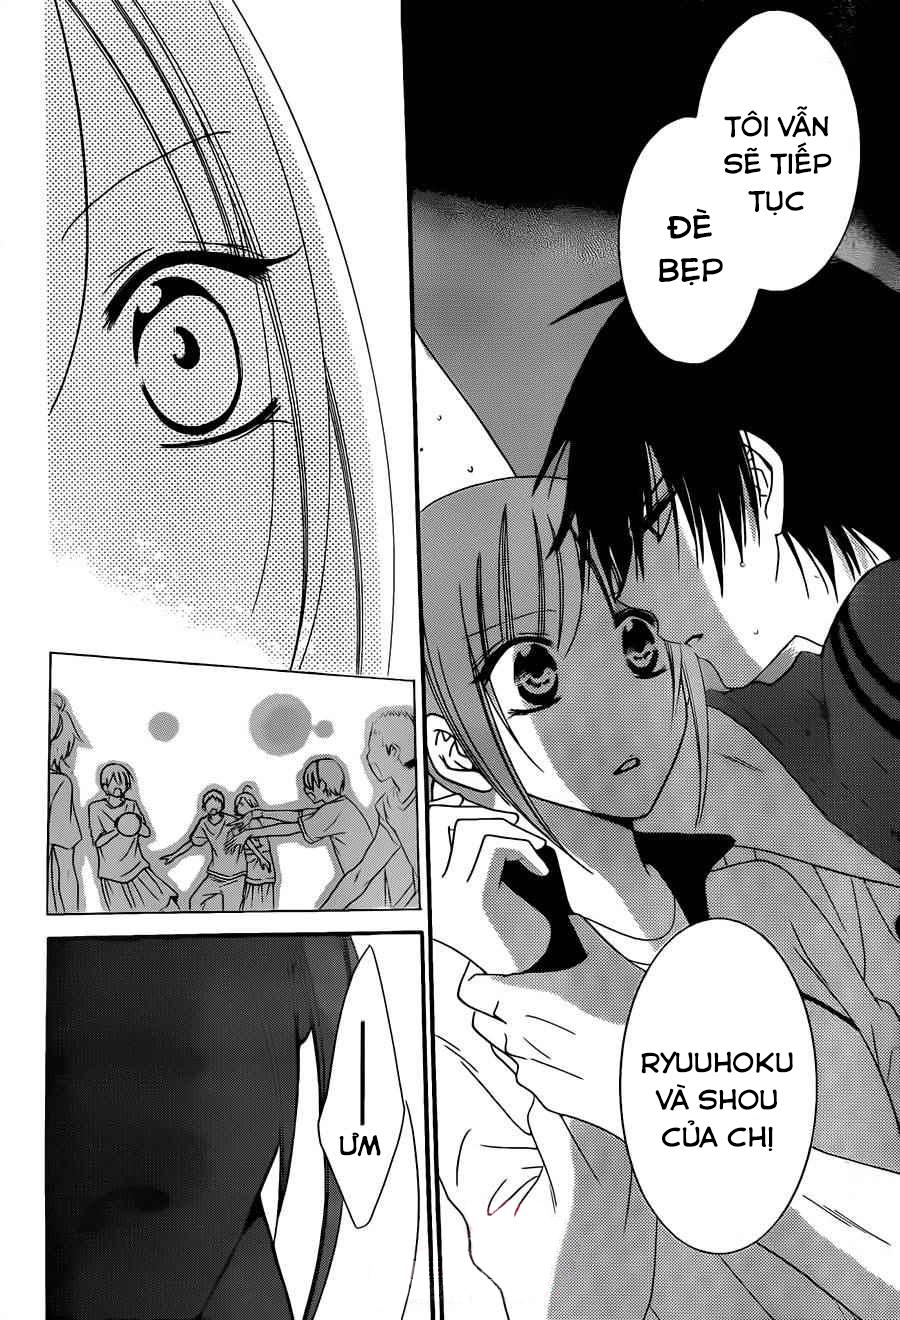 TÔI VẪN
SẼ TIẾP
TỤC
ĐÈ
BẸP
RYUUHOKU
VÀ SHOU
CỦA CHỊ
ƯM